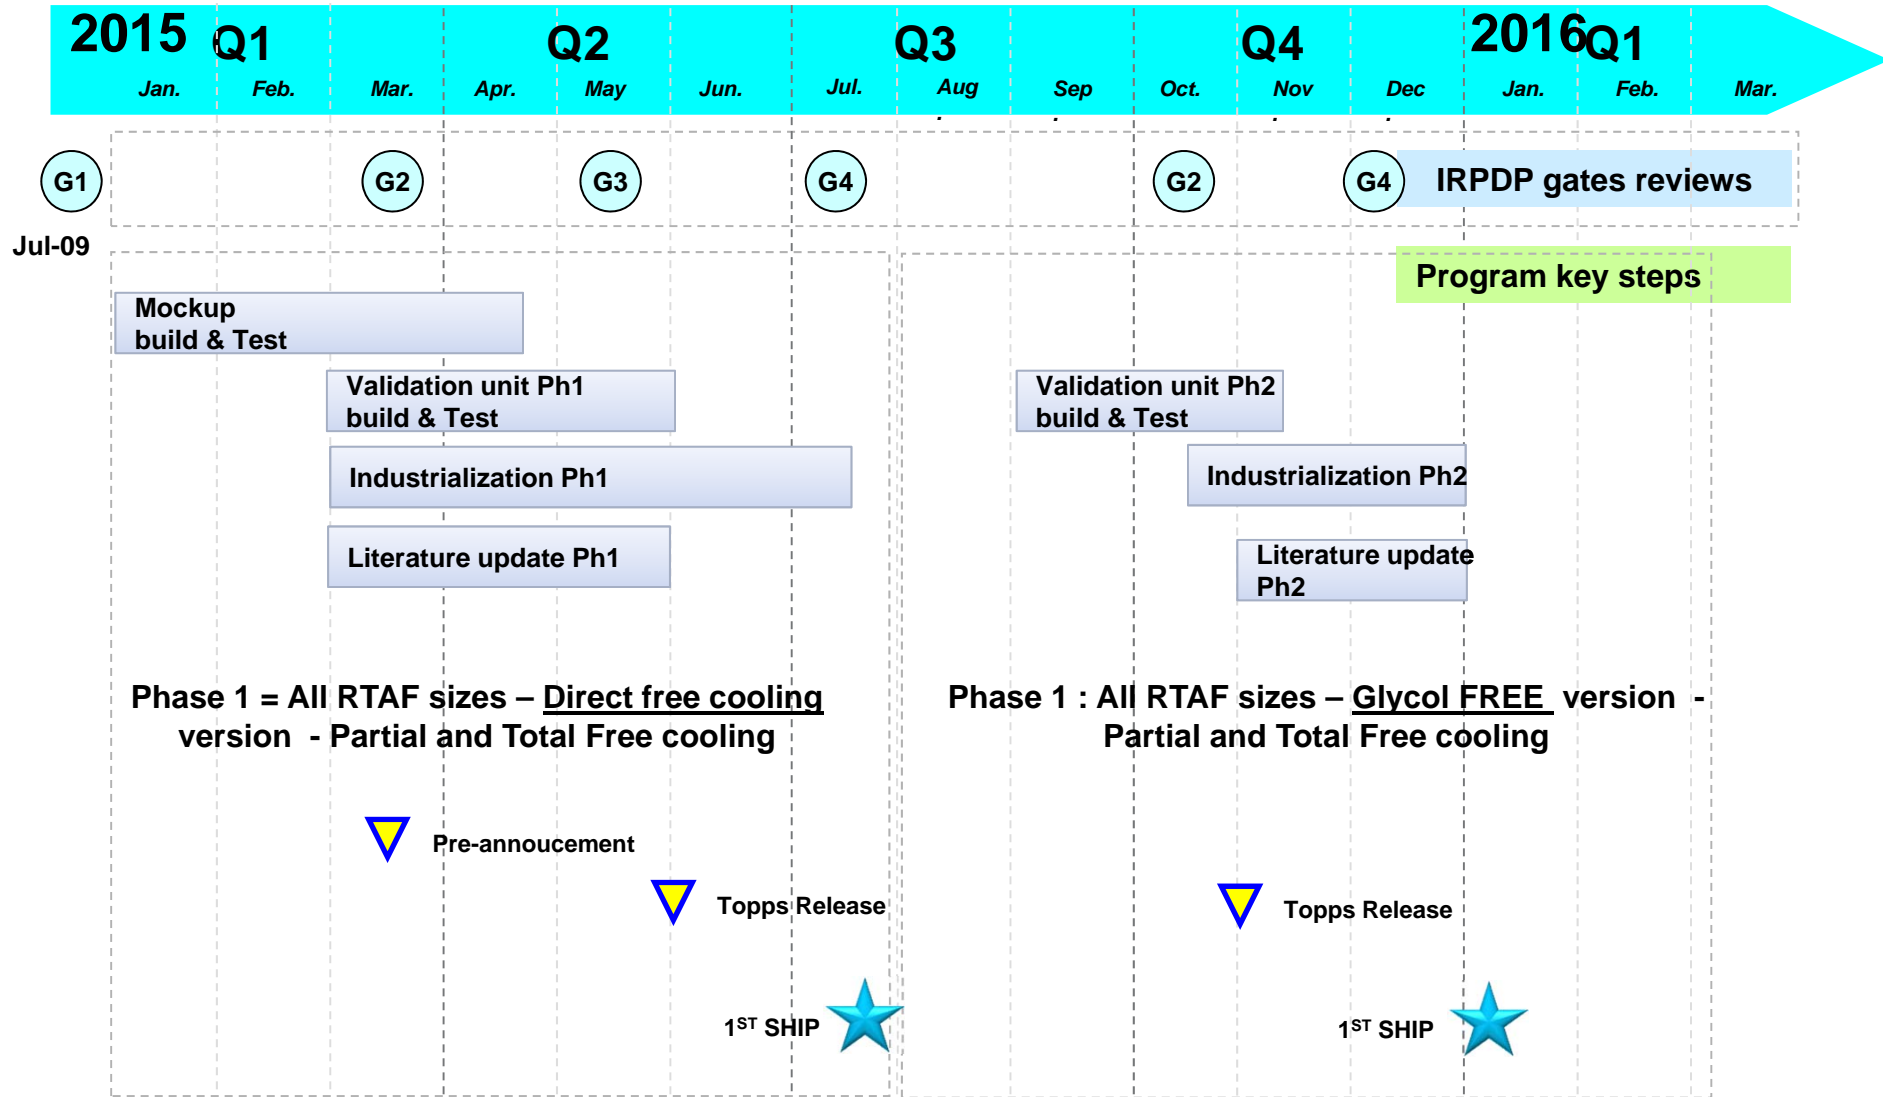 2015 Q1 Q2 Q3 Q4 2016 Q1
Jan. Feb. Mar. Apr. May Jun. Jul. Aug Sep Oct. Nov Dec Jan. Feb. Mar.
G1 G2 G3 G4 G2 G4 IRPDP gates reviews
Jul-09
Program key steps
Mockup
build & Test
Validation unit Ph1
build & Test
Validation unit Ph2
build & Test
Industrialization Ph1
Industrialization Ph2
Literature update Ph1
Literature update
Ph2
Phase 1 = All RTAF sizes – Direct free cooling
version - Partial and Total Free cooling
Phase 1 : All RTAF sizes – Glycol FREE version -
Partial and Total Free cooling
Pre-annoucement
Topps Release
Topps Release
1ST SHIP
1ST SHIP